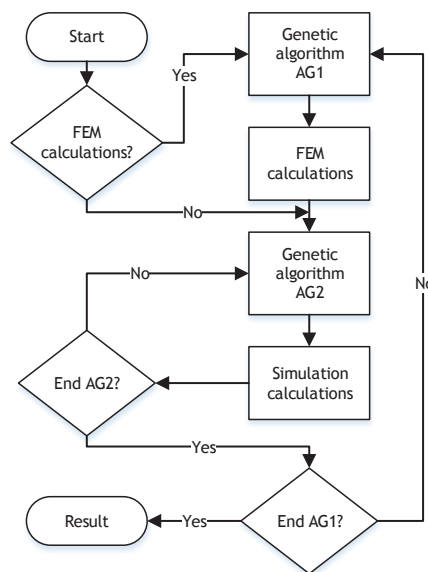 Start
Genetic
algorithm
AG1
Yes
FEM
calculations?
FEM
calculations
No
Genetic
algorithm
AG2
No
No
End AG2?
Simulation
calculations
Yes
Result
Yes
End AG1?